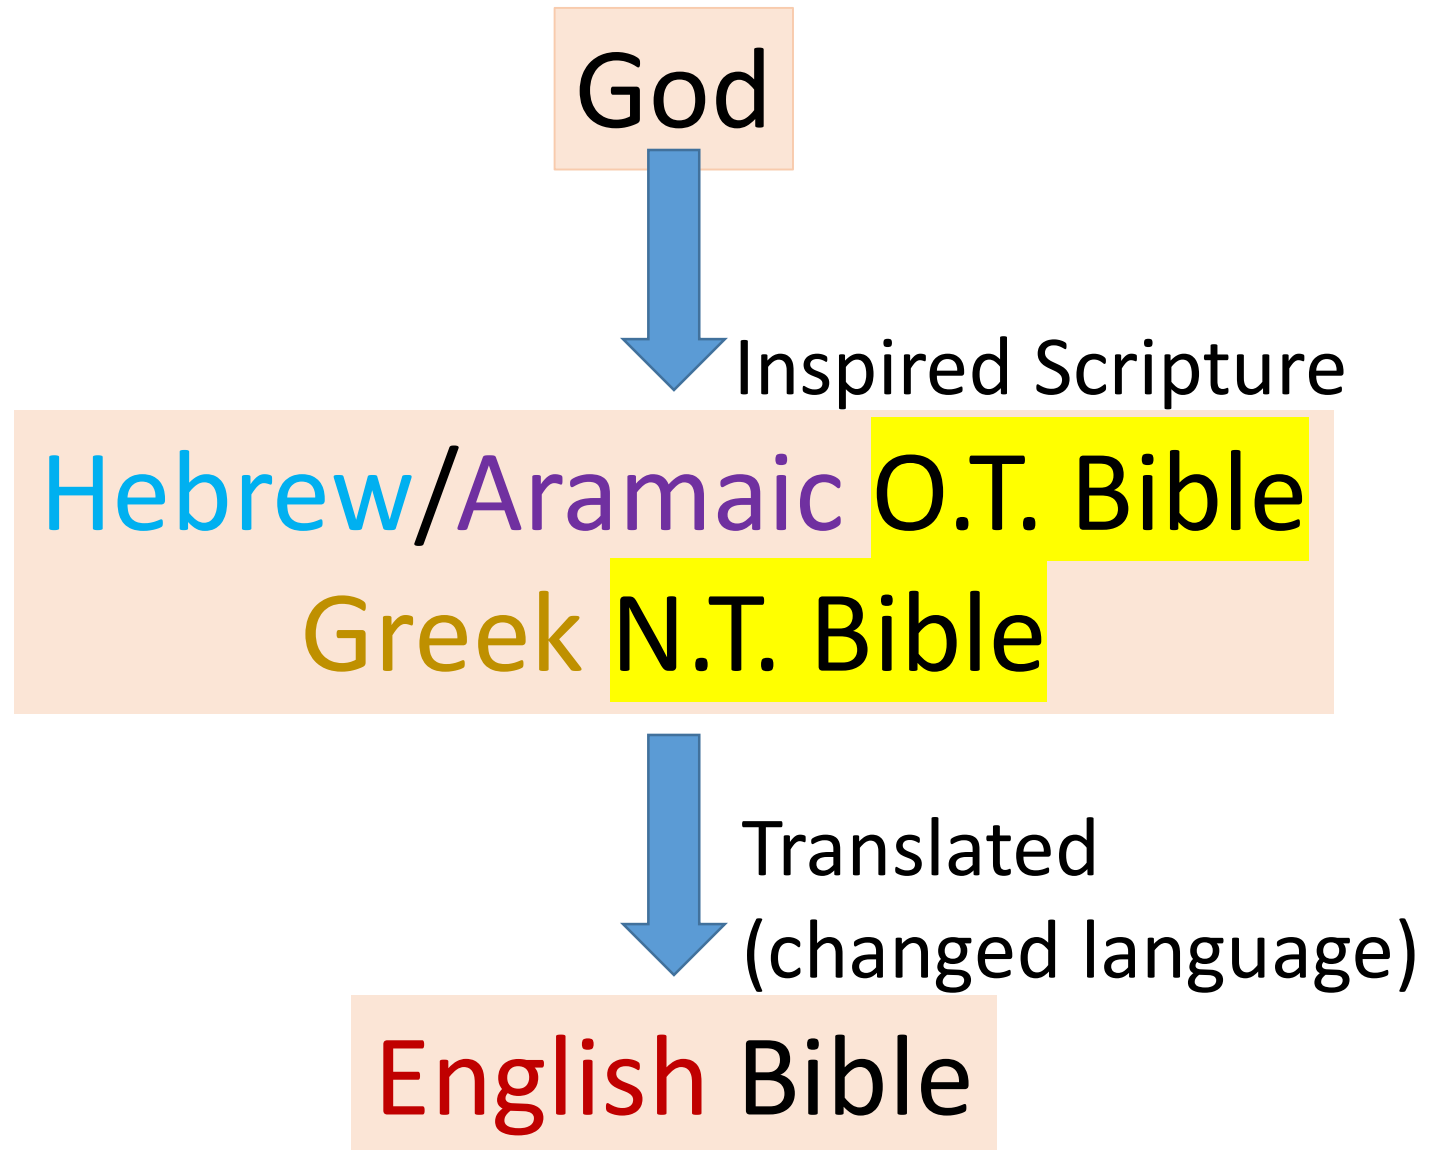 God
Inspired Scripture
Hebrew/Aramaic O.T. Bible
Greek N.T. Bible
Translated
(changed language)
English Bible